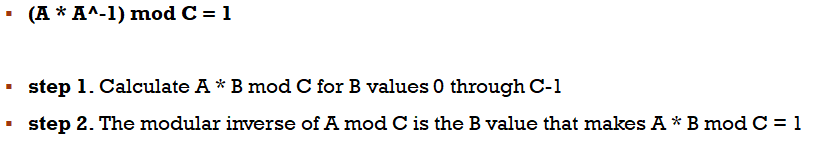 ▪ (A * A^-1) mod C = 1
▪ step 1. Calculate A * B mod C for B values 0 through C-1
▪ step 2. The modular inverse of A mod C is the B value that makes A * B mod C = 1